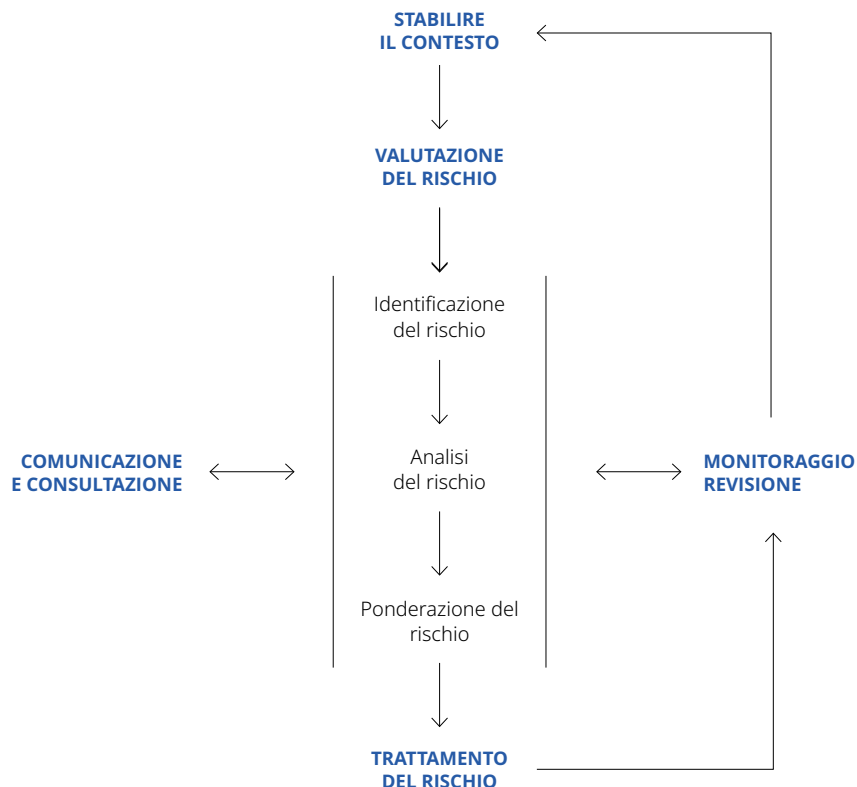 STABILIRE
IL CONTESTO
VALUTAZIONE
DEL RISCHIO
Identificazione
del rischio
COMUNICAZIONE
E CONSULTAZIONE
Analisi
del rischio
MONITORAGGIO
REVISIONE
Ponderazione del
rischio
TRATTAMENTO
DEL RISCHIO